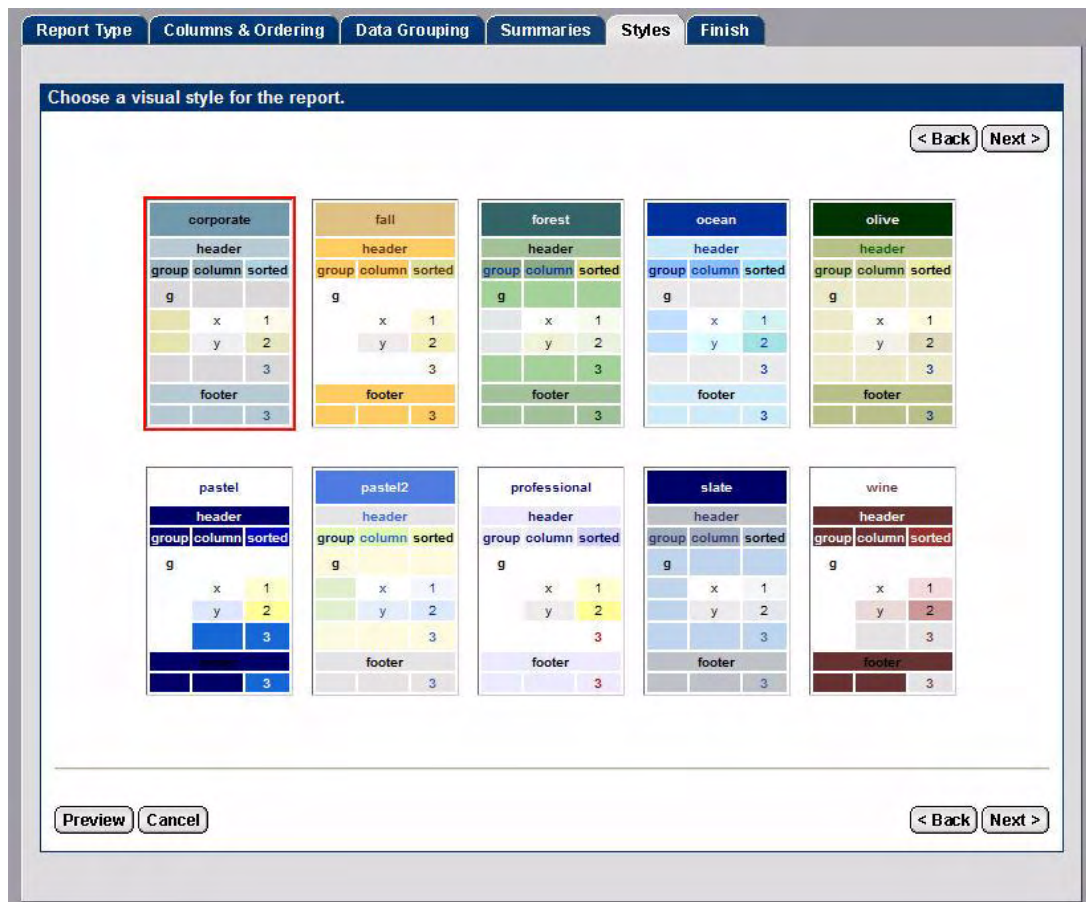 Report Type Columns & Ordering Data Grouping Summaries Styles Finish
Choose a visual style for the report.
< Back Next >
corporate fall forest ocean olive
header header header header header
group column sorted group column sorted group column sorted group column sorted group column sorted
g g g g g
x 1 x 1 x 1 x 1 x 1
y 2 y 2 y 2 y 2 y 2
3 3 3 3 3
footer footer footer footer footer
3 3 3 3 3
pastel pastel2 professional slate wine
header header header header header
group column sorted group column sorted group column sorted group column sorted group column sorted
g g g g g
x 1 x 1 x 1 x 1 x 1
y 2 y 2 y 2 y 2 y 2
3 3 3 3 3
footer footer footer footer
3 3 3 3 3
Preview Cancel < Back Next >